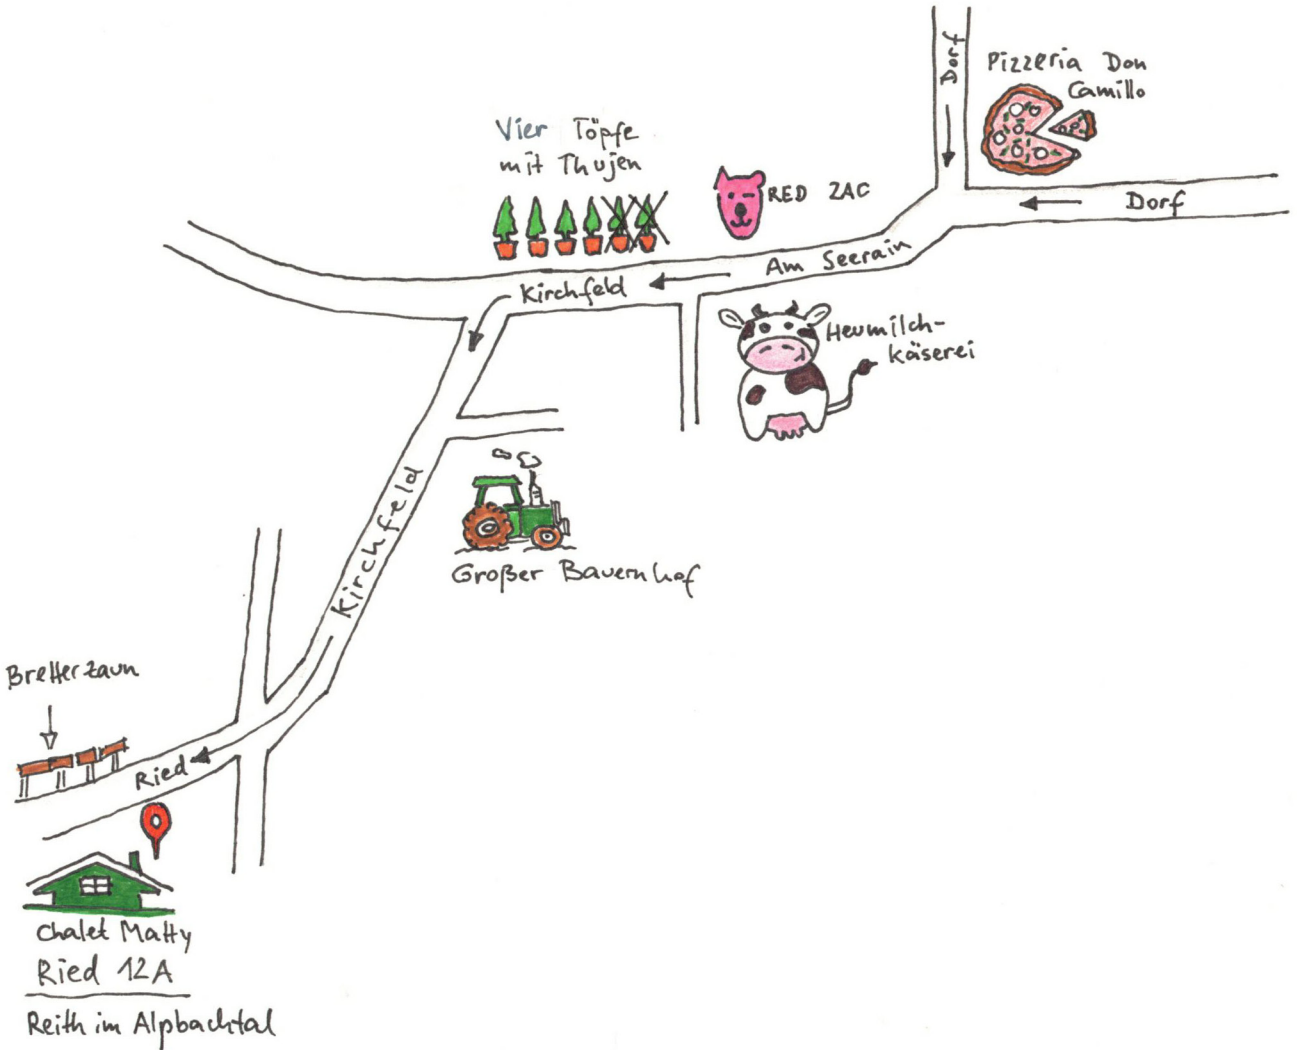 Dorf
Pizzeria Don
Camillo
Vier Töpfe
mit Thujen
RED ZAC
Dorf
Am Seerain
Kirchfeld
Heumilch-
käserei
Kirchfeld
Großer Bauernhof
Bretterzaun
Ried
Chalet Matty
Ried 12A
Reith im Alpbachtal